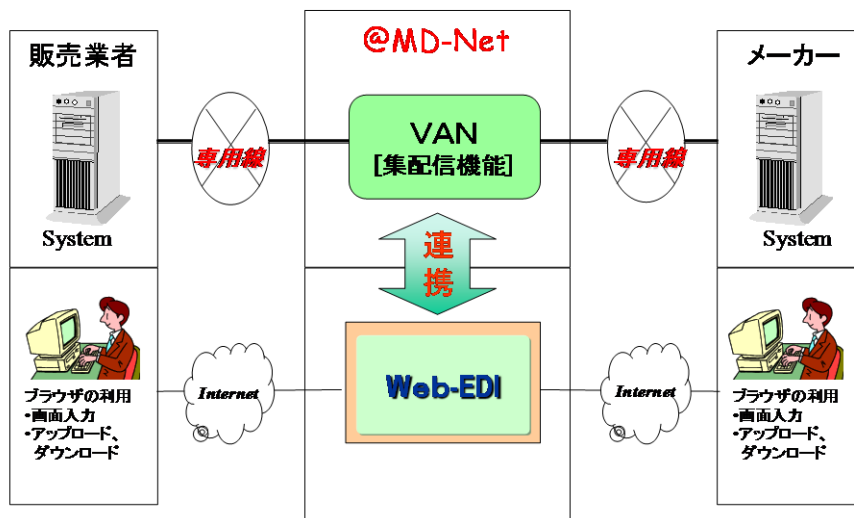 販売業者
System
ブラウザの利用
・画面入力
・アップロード、
ダウンロード
専用線
Internet
@MD-Net
VAN
[集配信機能]
連
携
Web-EDI
専用線
Internet
メーカー
System
ブラウザの利用
・画面入力
・アップロード、
ダウンロード